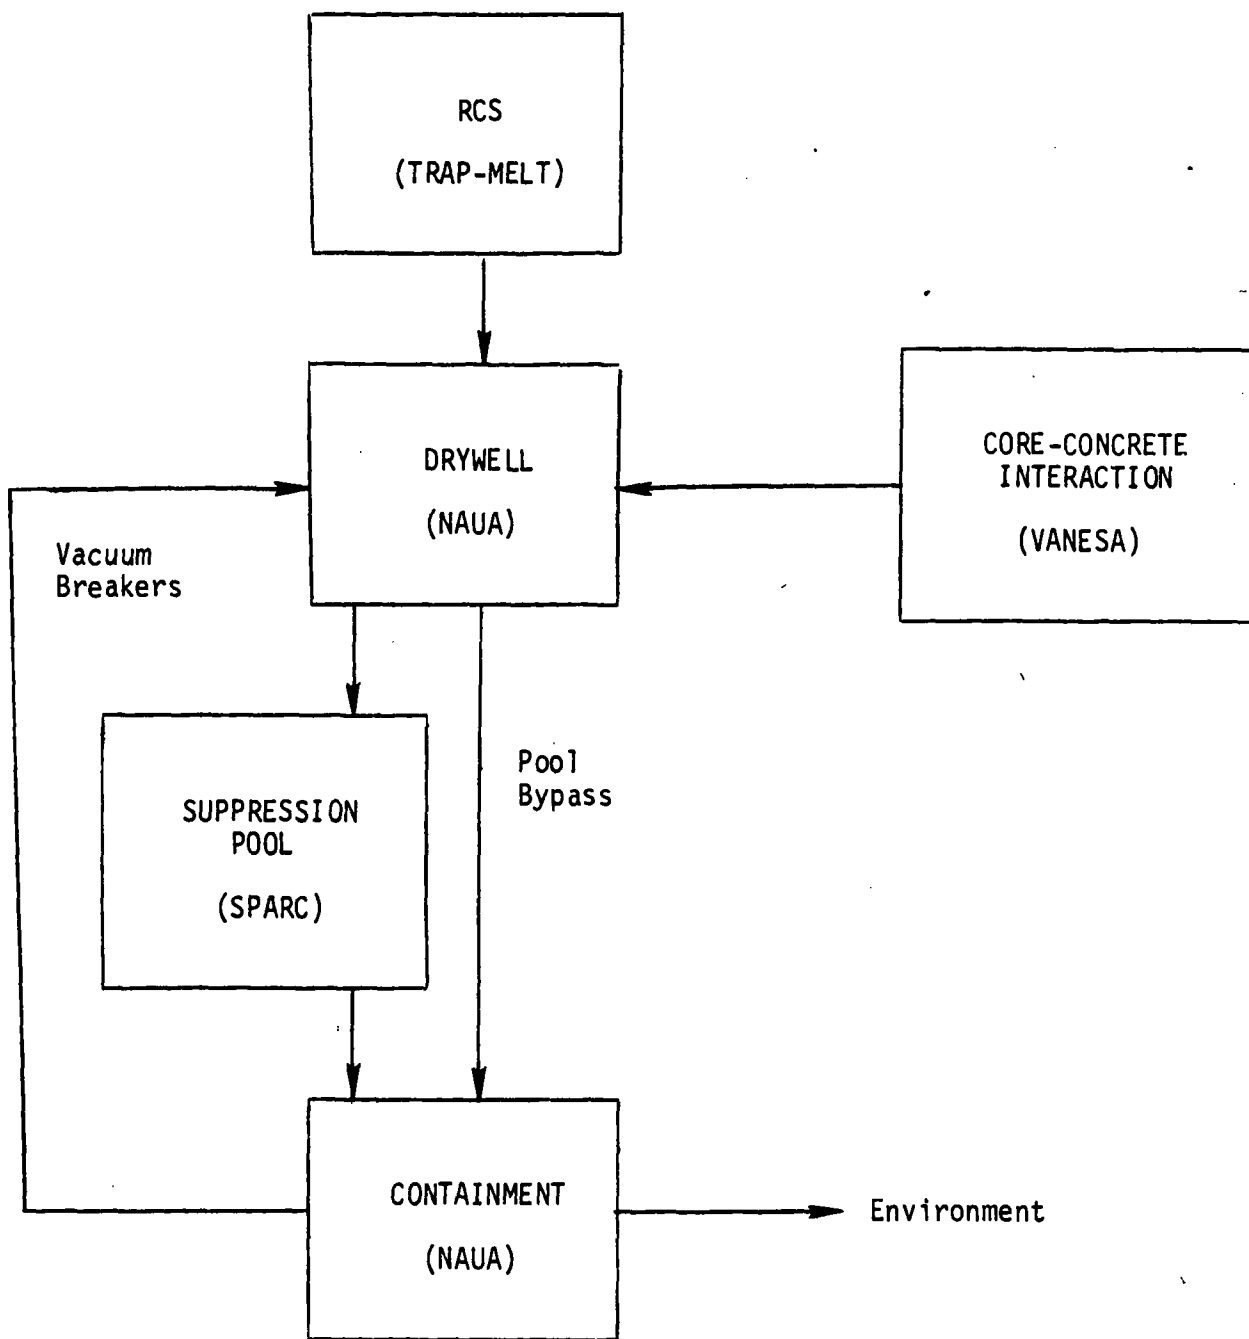 RCS
(TRAP-MELT)
DRYWELL
(NAUA)
CORE-CONCRETE
INTERACTION
(VANESA)
Vacuum
Breakers
Pool
Bypass
SUPPRESSION
POOL
(SPARC)
CONTAINMENT
(NAUA)
Environment